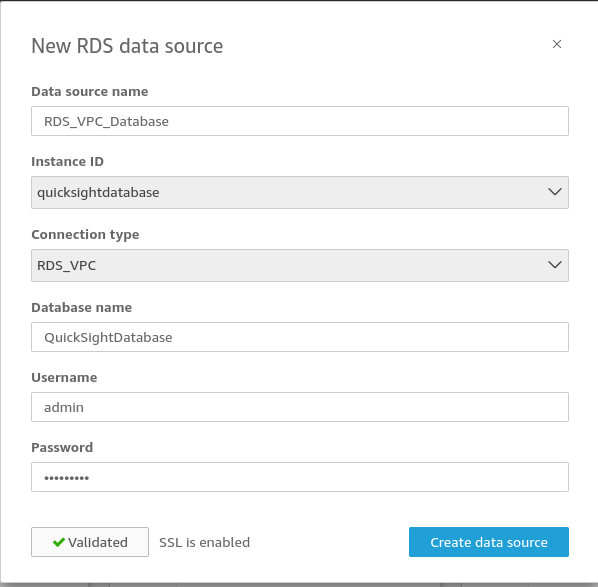 New RDS data source
Data source name
RDS_VPC_Database
Instance ID
quicksightdatabase
Connection type
RDS_VPC
Database name
QuickSightDatabase
Username
admin
Password
•••••••••
Validated SSL is enabled Create data source